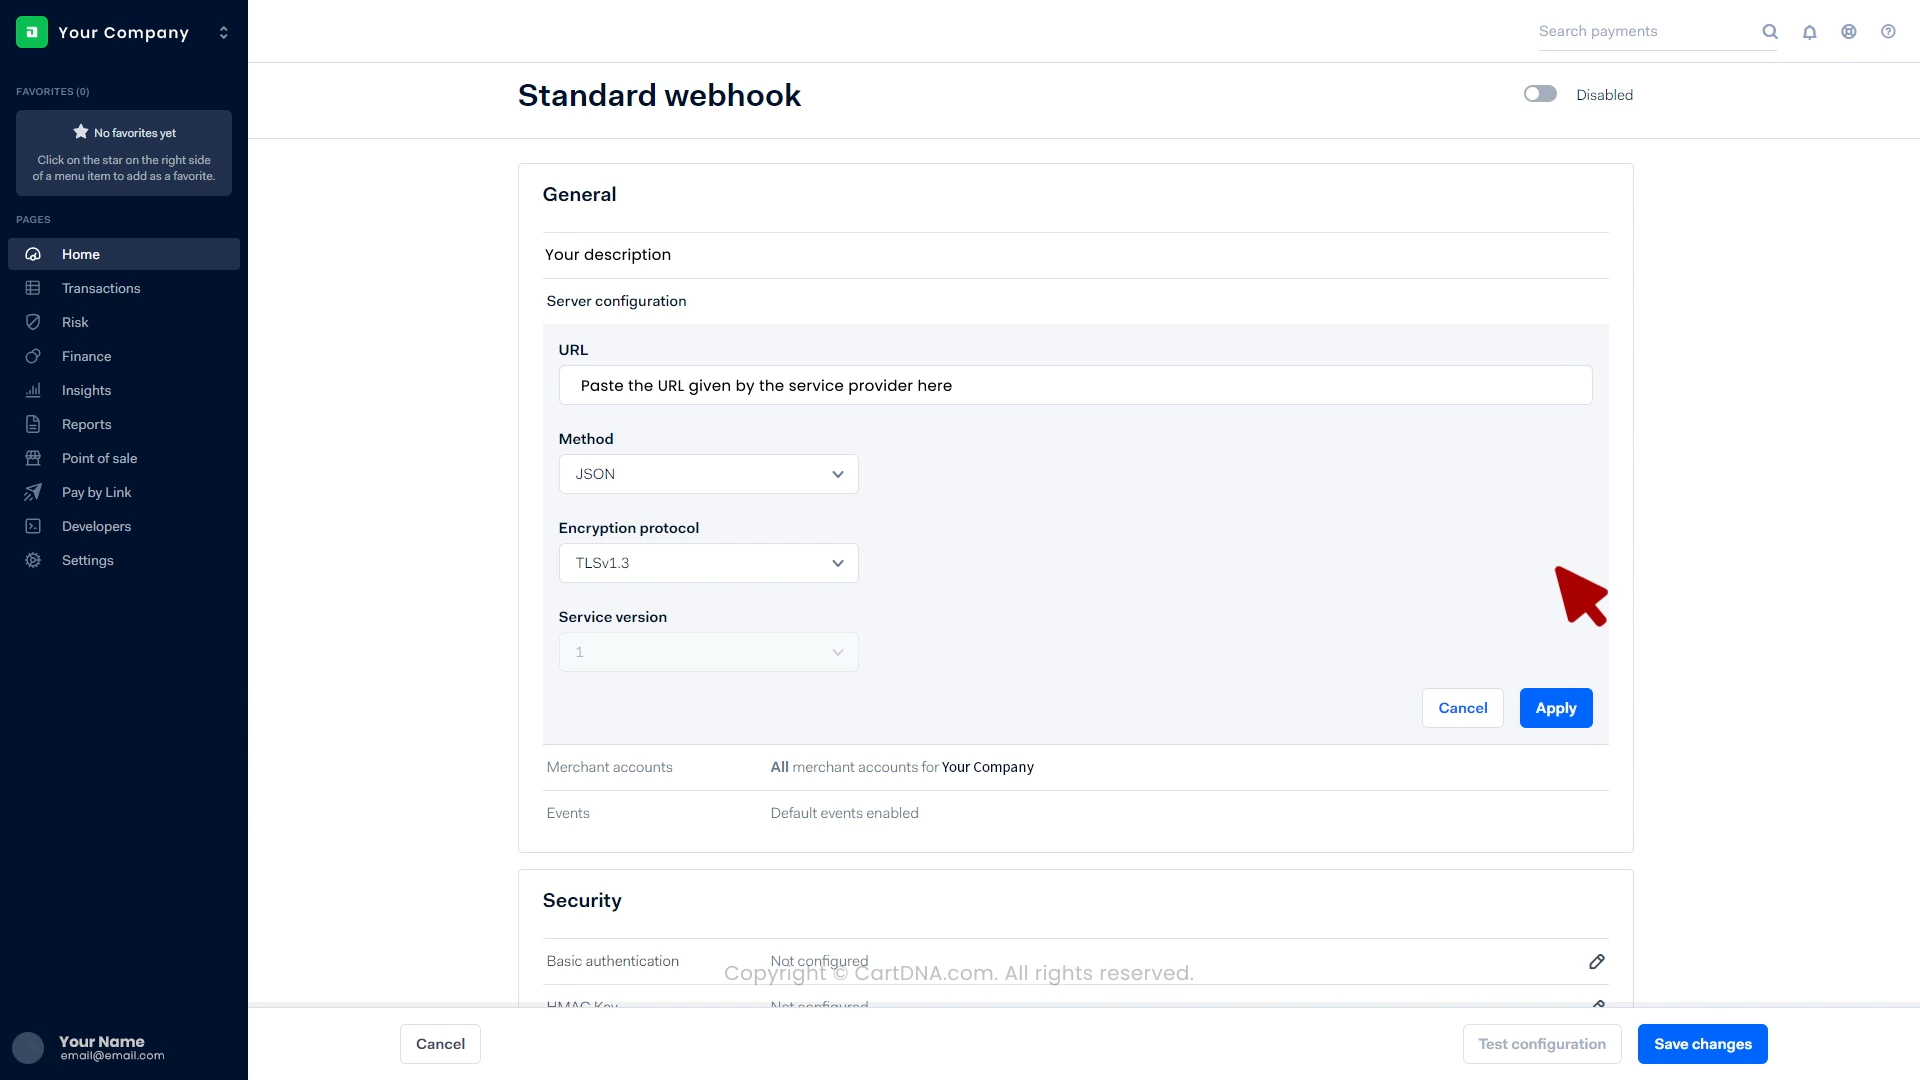 Your Company
Search payments
FAVORITES (0)
No favorites yet
Click on the star on the right side
of a menu item to add as a favorite.
PAGES
Home
Transactions
Risk
Finance
Insights
Reports
Point of sale
Pay by Link
Developers
Settings
Your Name
email@email.com
Standard webhook
Disabled
General
Your description
Server configuration
URL
Paste the URL given by the service provider here
Method
JSON
Encryption protocol
TLSv1.3
Service version
1
Cancel
Apply
Merchant accounts
All merchant accounts for Your Company
Events
Default events enabled
Security
Basic authentication
Not configured
Copyright © CartDNA.com. All rights reserved.
HMAC Key
Not configured
Cancel
Test configuration
Save changes